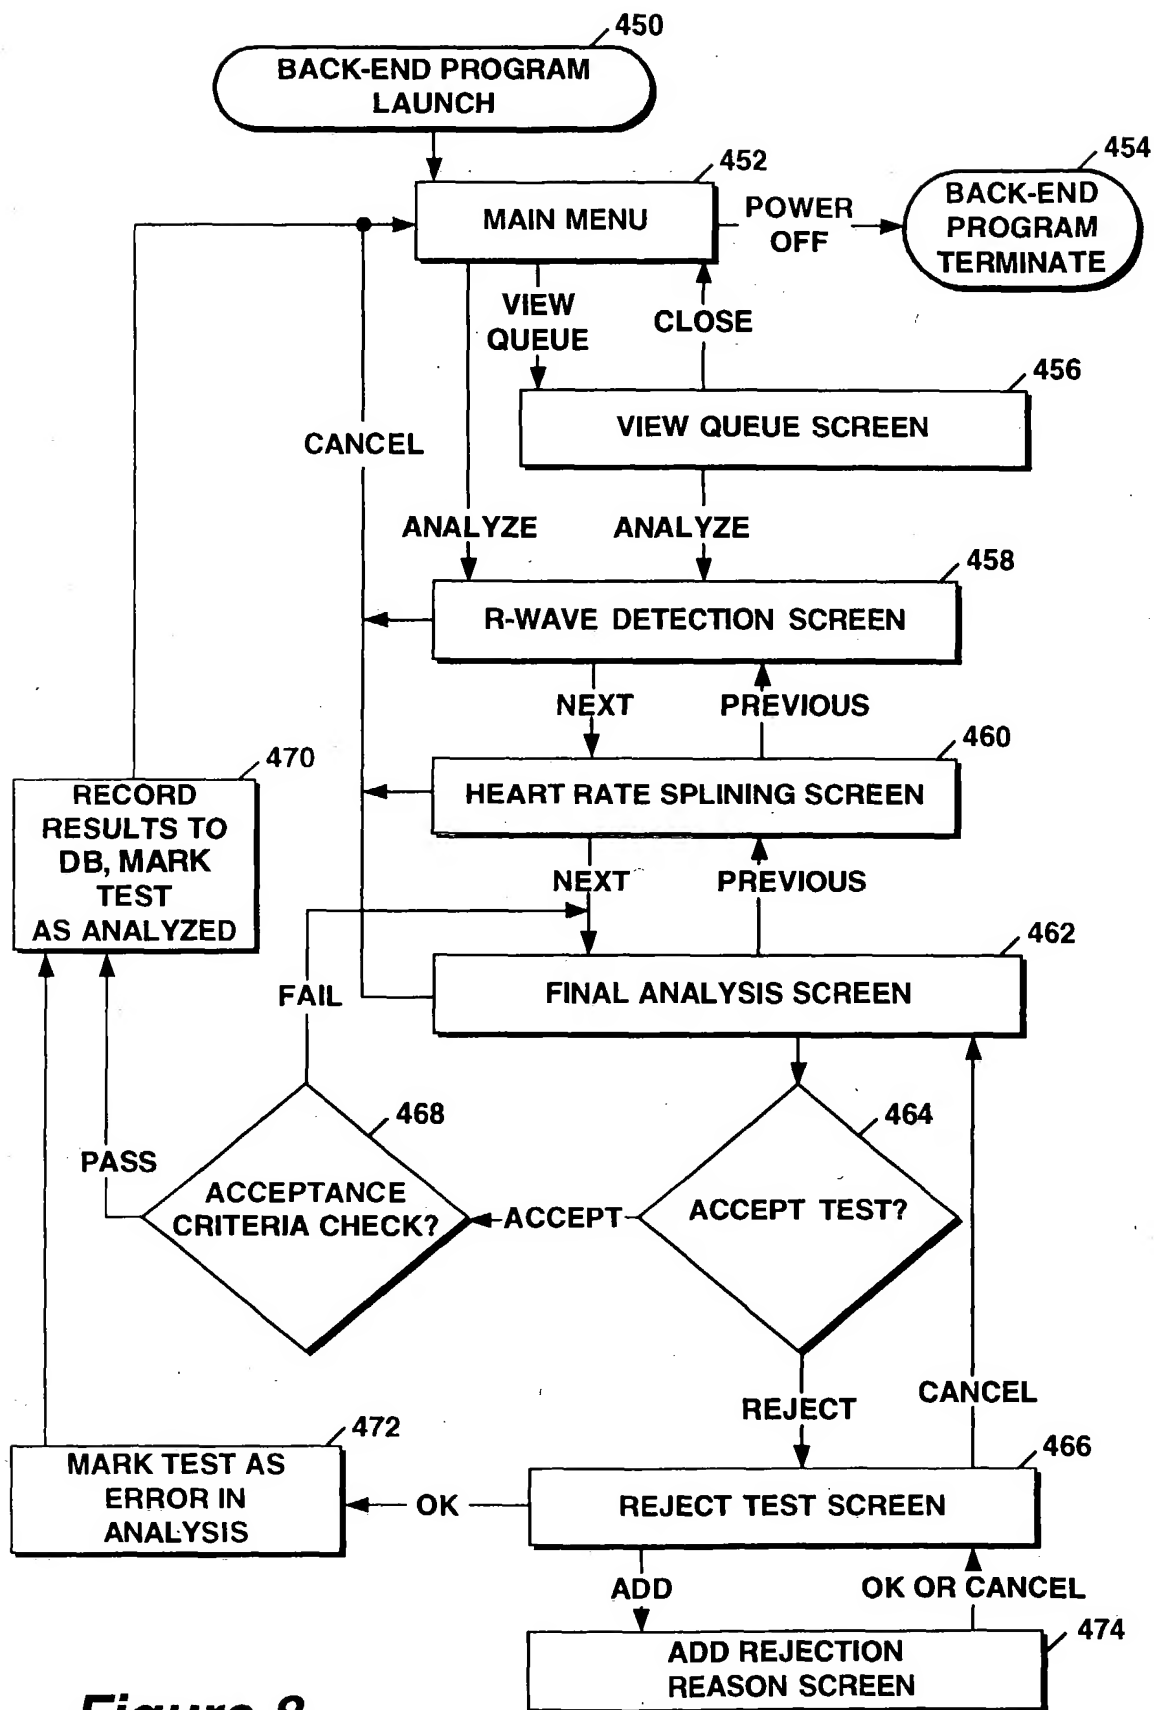 450
BACK-END PROGRAM
LAUNCH
452
MAIN MENU
POWER
OFF
454
BACK-END
PROGRAM
TERMINATE
VIEW
QUEUE
CLOSE
456
VIEW QUEUE SCREEN
CANCEL
ANALYZE
ANALYZE
458
R-WAVE DETECTION SCREEN
NEXT
PREVIOUS
460
HEART RATE SPLINING SCREEN
470
RECORD
RESULTS TO
DB, MARK
TEST
AS ANALYZED
NEXT
PREVIOUS
462
FINAL ANALYSIS SCREEN
FAIL
468
464
PASS
ACCEPTANCE
CRITERIA CHECK?
ACCEPT
ACCEPT TEST?
REJECT
CANCEL
472
MARK TEST AS
ERROR IN
ANALYSIS
OK
466
REJECT TEST SCREEN
ADD
OK OR CANCEL
474
ADD REJECTION
REASON SCREEN
Figure 8